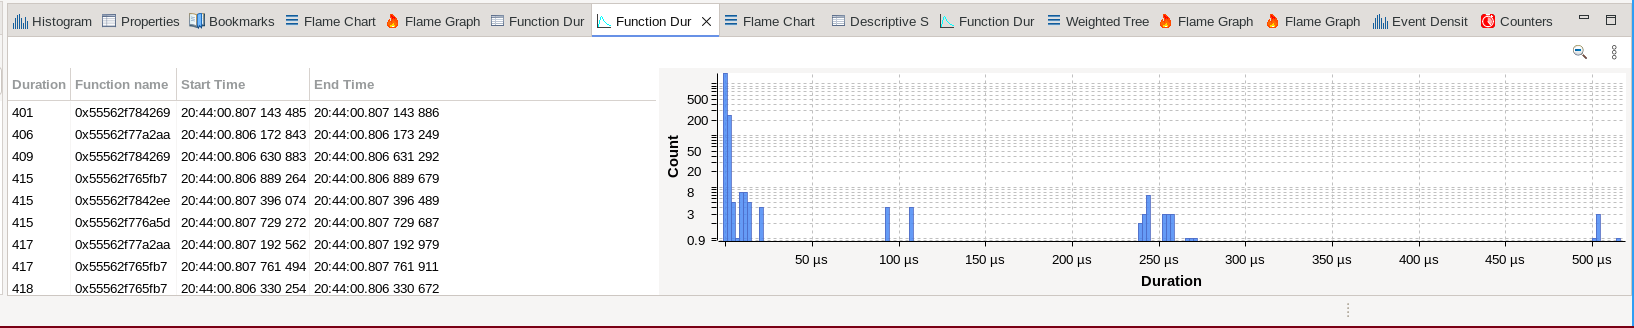 Histogram Properties Bookmarks Flame Chart Flame Graph Function Dur Function Dur Flame Chart Descriptive S Function Dur Weighted Tree Flame Graph Flame Graph Event Densit Counters
Duration Function name Start Time End Time
401 0x55562f784269 20:44:00.807 143 485 20:44:00.807 143 886
406 0x55562f77a2aa 20:44:00.806 172 843 20:44:00.806 173 249
409 0x55562f784269 20:44:00.806 630 883 20:44:00.806 631 292
415 0x55562f765fb7 20:44:00.806 889 264 20:44:00.806 889 679
415 0x55562f7842ee 20:44:00.807 396 074 20:44:00.807 396 489
415 0x55562f776a5d 20:44:00.807 729 272 20:44:00.807 729 687
417 0x55562f77a2aa 20:44:00.807 192 562 20:44:00.807 192 979
417 0x55562f765fb7 20:44:00.807 761 494 20:44:00.807 761 911
418 0x55562f765fb7 20:44:00.806 330 254 20:44:00.806 330 672
Count
500
200
50
20
8
3
0.9
50 µs 100 µs 150 µs 200 µs 250 µs 300 µs 350 µs 400 µs 450 µs 500 µs
Duration